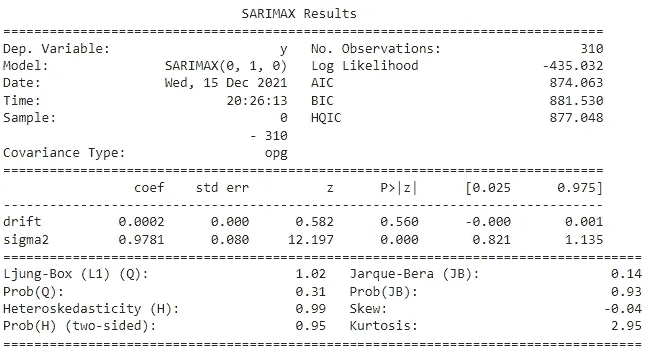 SARIMAX Results
==============================================================================
Dep. Variable:                      y   No. Observations:                  310
Model:               SARIMAX(0, 1, 0)   Log Likelihood                -435.032
Date:                Wed, 15 Dec 2021   AIC                            874.063
Time:                        20:26:13   BIC                            881.530
Sample:                             0   HQIC                           877.048
- 310
Covariance Type:                  opg
==============================================================================
coef    std err          z      P>|z|      [0.025      0.975]
------------------------------------------------------------------------------
drift          0.0002      0.000      0.582      0.560      -0.000       0.001
sigma2         0.9781      0.080     12.197      0.000       0.821       1.135
===================================================================================
Ljung-Box (L1) (Q):                   1.02   Jarque-Bera (JB):                 0.14
Prob(Q):                              0.31   Prob(JB):                         0.93
Heteroskedasticity (H):               0.99   Skew:                            -0.04
Prob(H) (two-sided):                  0.95   Kurtosis:                         2.95
===================================================================================